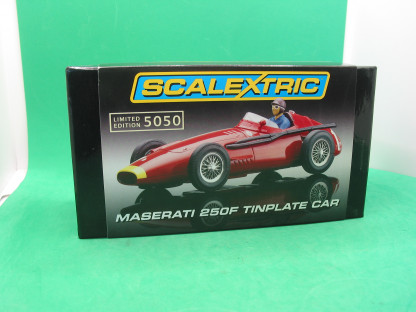 SCALEXTRIC
LIMITED
EDITION 5050
MASERATI 250F TINPLATE CAR